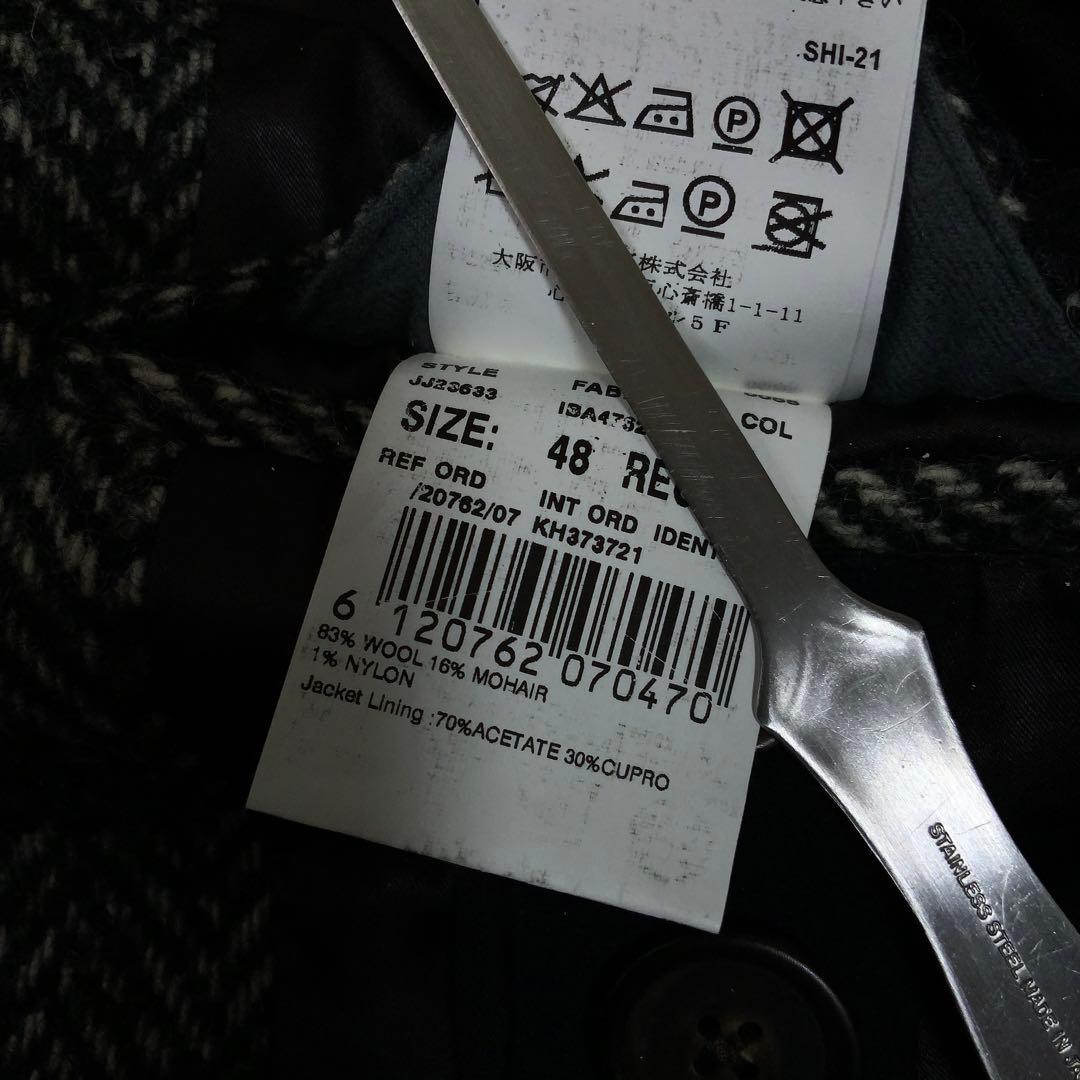 SHI-21
P
P
大阪 株式会社
心斎橋1-1-11
5F
STYLE FAB
JJ23633 COL
SIZE: 48
REF ORD INT ORD IDENT
/20762/07 KH373721
6 120762 070470
83% WOOL 16% MOHAIR
1% NYLON
Jacket Lining :70%ACETATE 30%CUPRO
STAINLESS STEEL MADE IN